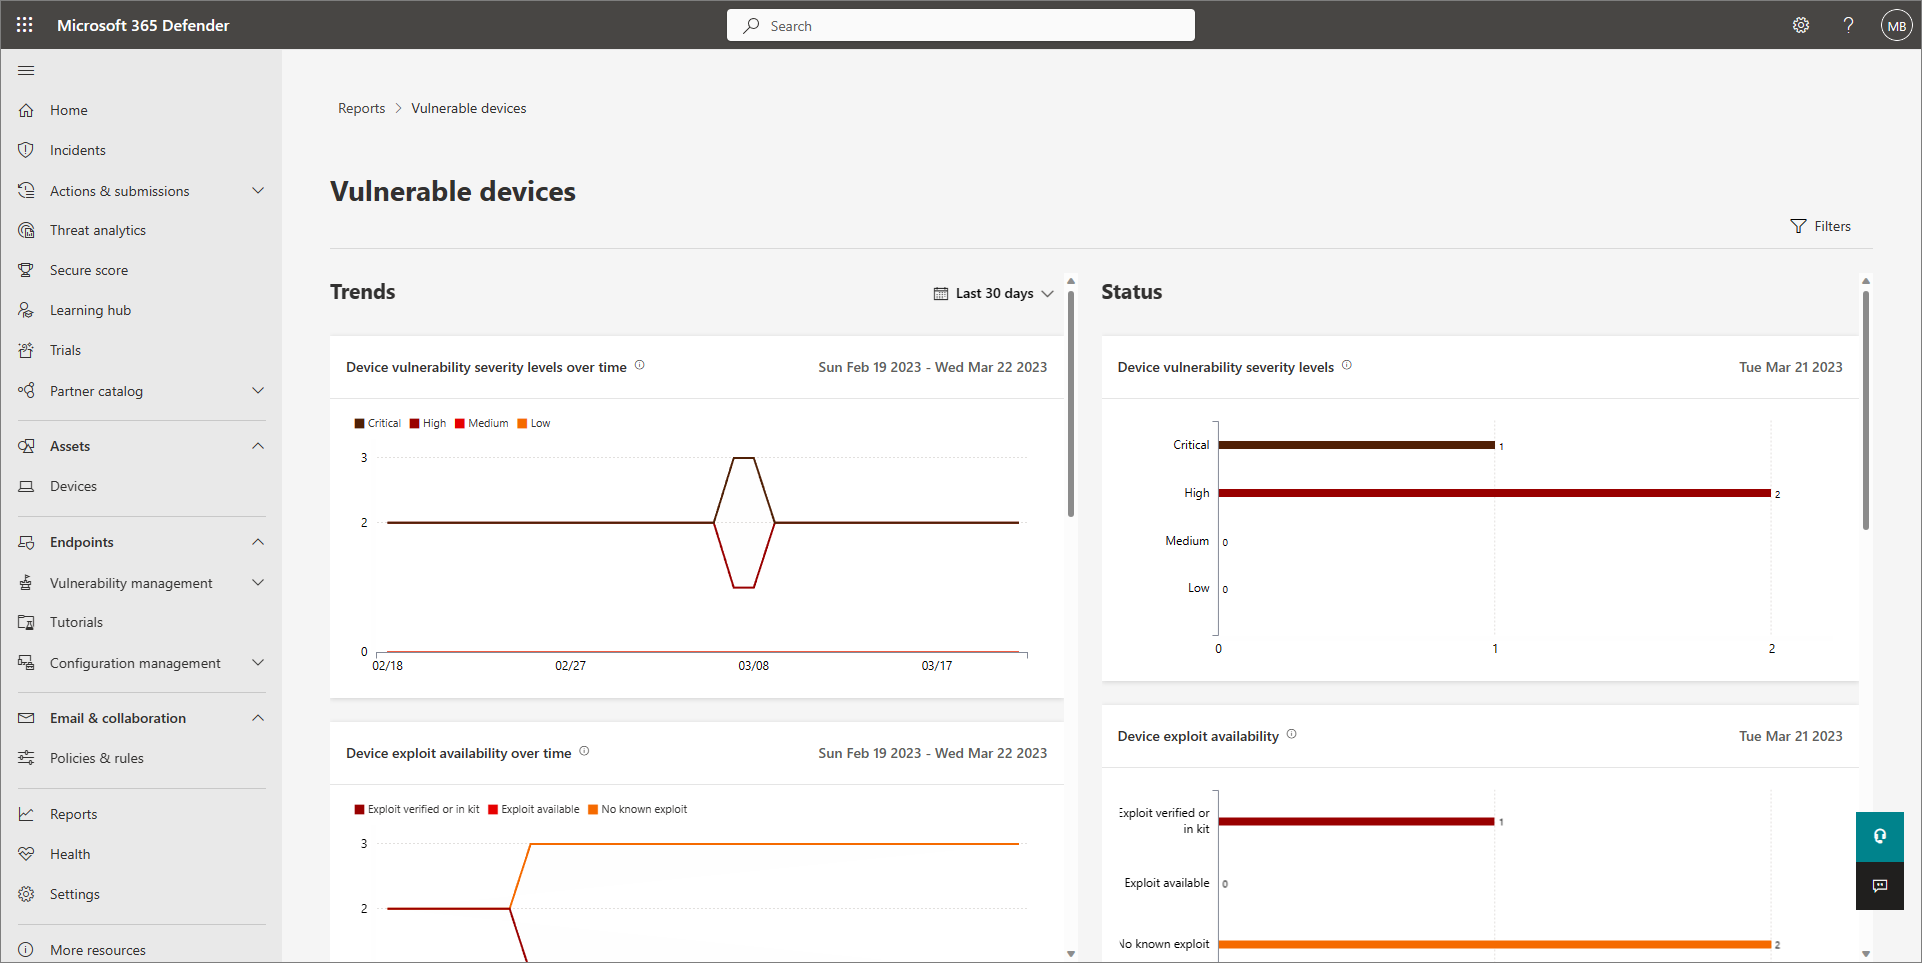 Microsoft 365 Defender
Search
MB
Home
Incidents
Actions & submissions
Threat analytics
Secure score
Learning hub
Trials
Partner catalog
Assets
Devices
Endpoints
Vulnerability management
Tutorials
Configuration management
Email & collaboration
Policies & rules
Reports
Health
Settings
More resources
Reports > Vulnerable devices
Vulnerable devices
Filters
Trends
Last 30 days
Device vulnerability severity levels over time
Sun Feb 19 2023 - Wed Mar 22 2023
Critical High Medium Low
3
2
0
02/18 02/27 03/08 03/17
Device exploit availability over time
Sun Feb 19 2023 - Wed Mar 22 2023
Exploit verified or in kit Exploit available No known exploit
3
2
Status
Device vulnerability severity levels
Tue Mar 21 2023
Critical 1
High 2
Medium 0
Low 0
0 1 2
Device exploit availability
Tue Mar 21 2023
Exploit verified or
in kit 1
Exploit available 0
No known exploit 2